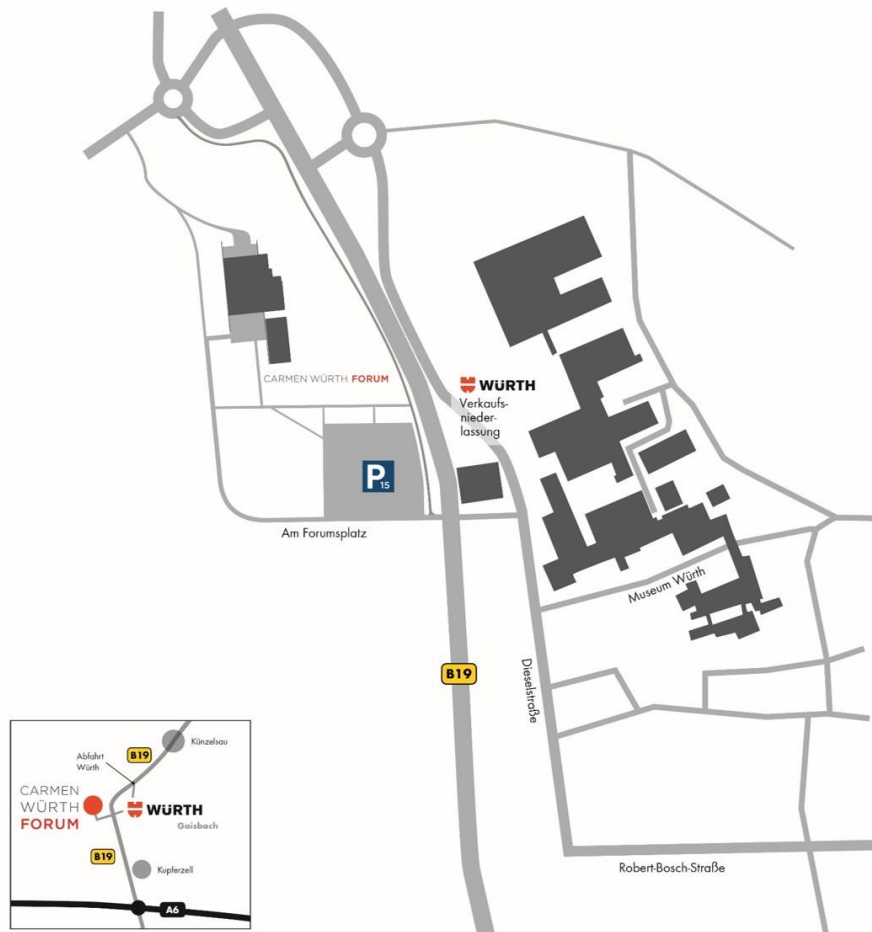 CARMEN WÜRTH FORUM
WÜRTH
Verkaufs-
nieder-
lassung
P
15
Am Forumsplatz
Museum Würth
B19
Dieselstraße
Robert-Bosch-Straße
Künzelsau
B19
Abfahrt
Würth
CARMEN
WÜRTH
FORUM
WÜRTH
Gaisbach
B19
Kupferzell
A6